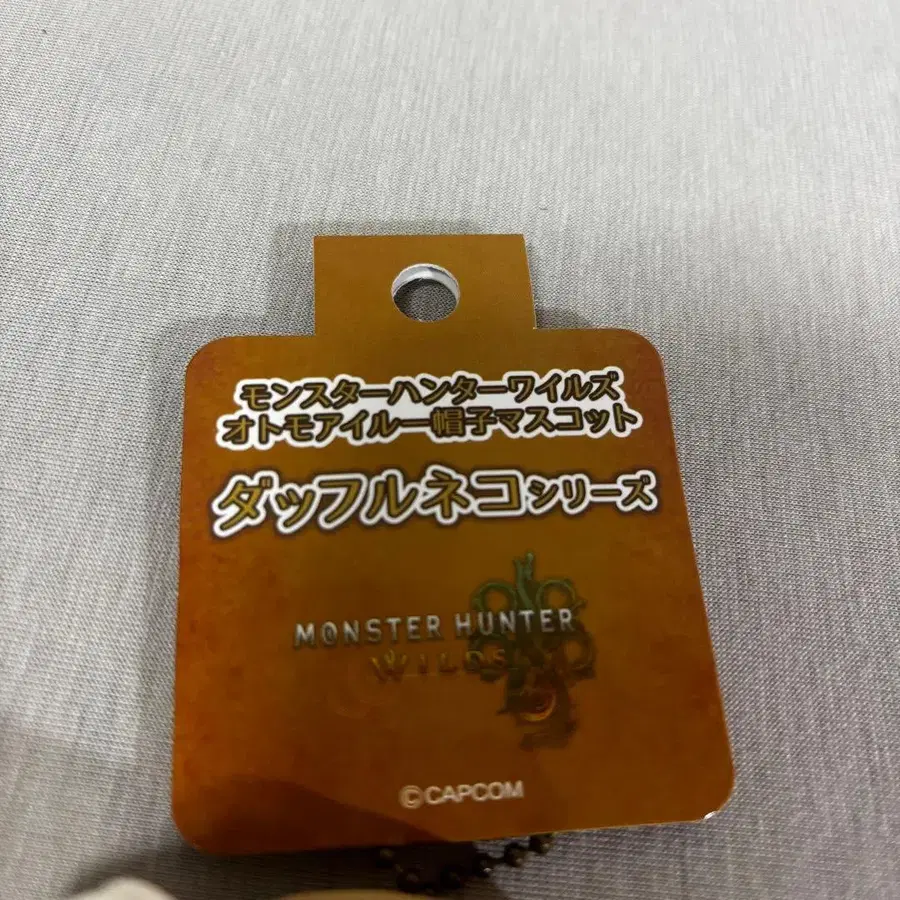 モンスターハンターワイルズ
オトモアイルー帽子マスコット
ダッフルネコシリーズ
MONSTER HUNTER
WILDS
©CAPCOM